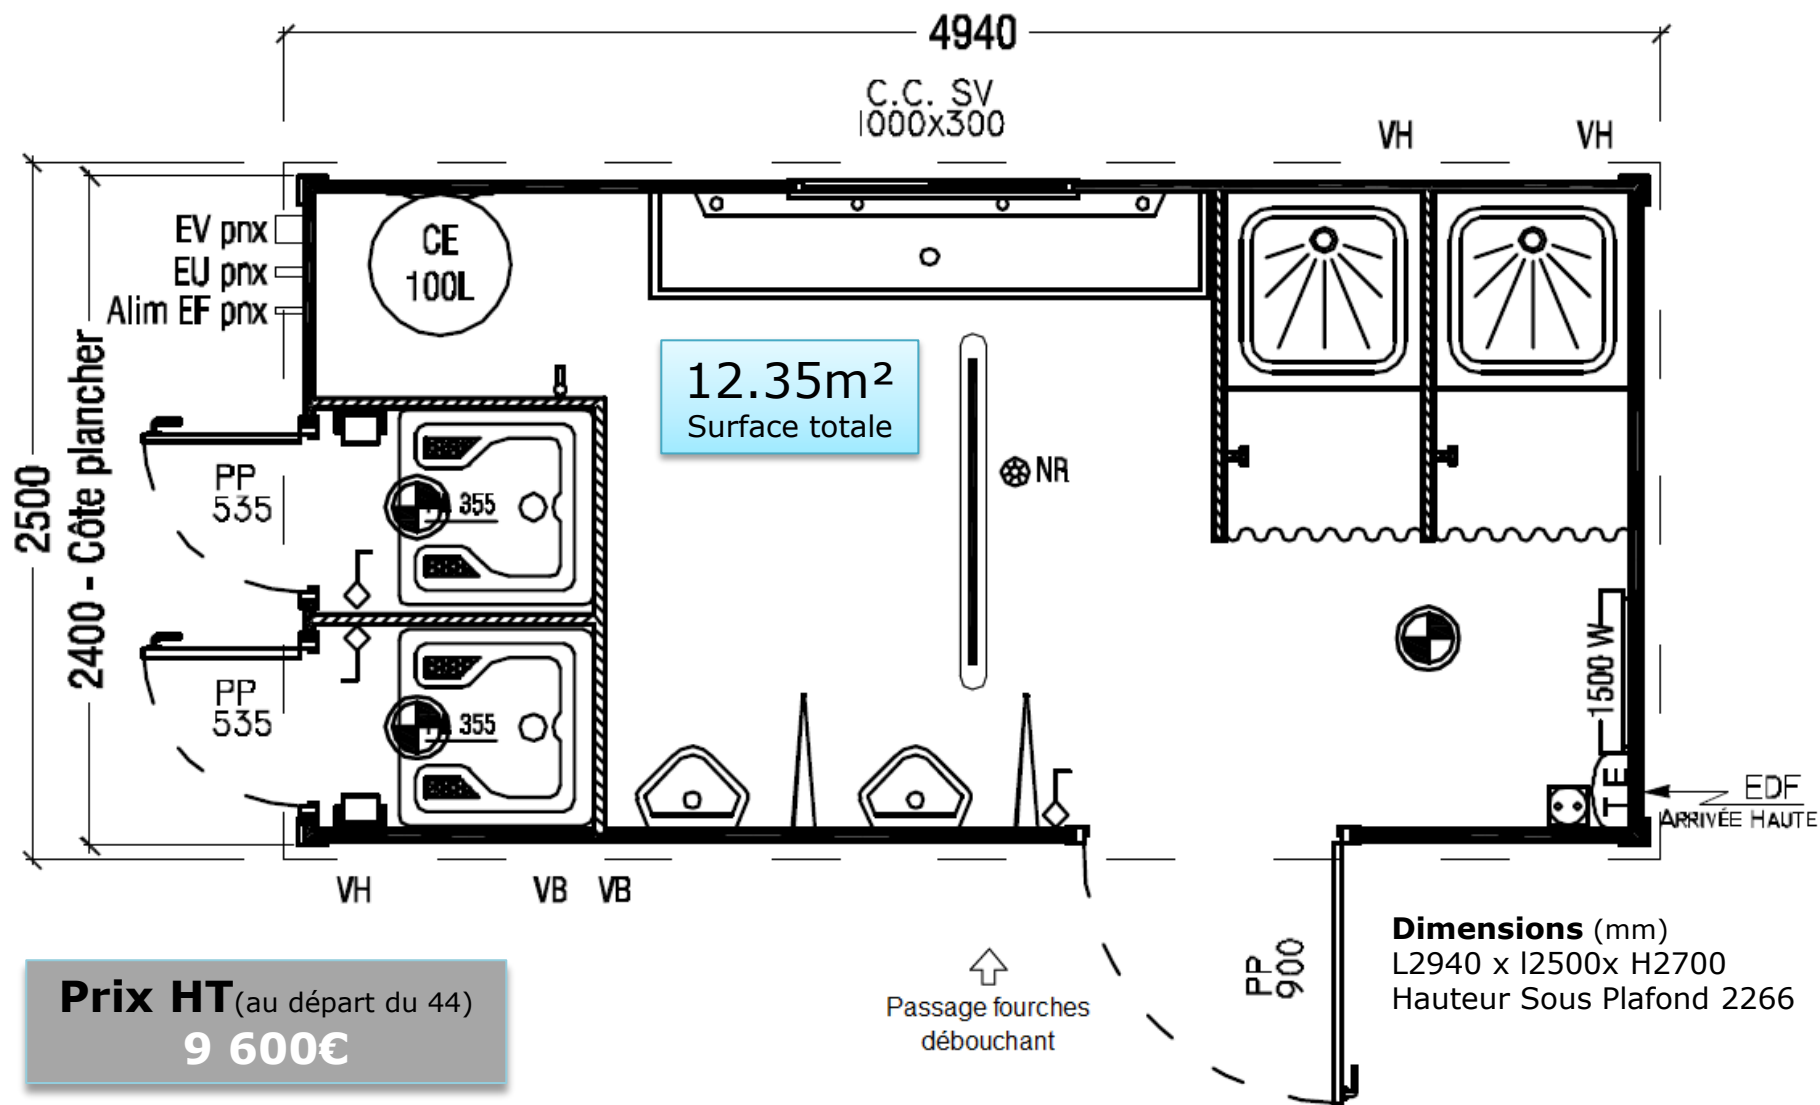 4940
C.C. SV
1000x300
VH
VH
EV pnx
EU pnx
Alim EF pnx
CE
100L
2500
2400 - Côte plancher
12.35m²
Surface totale
NR
PP
535
355
PP
535
355
1500 W
TE
EDF
ARRIVÉE HAUTE
VH
VB
VB
PP
900
Passage fourches
débouchant
Dimensions (mm)
L2940 x l2500x H2700
Hauteur Sous Plafond 2266
Prix HT(au départ du 44)
9 600€